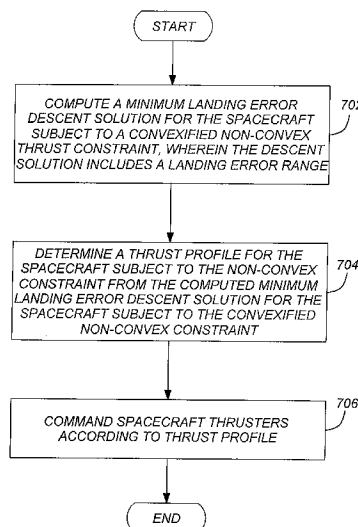 START
COMPUTE A MINIMUM LANDING ERROR
DESCENT SOLUTION FOR THE SPACECRAFT
SUBJECT TO A CONVEXIFIED NON-CONVEX
THRUST CONSTRAINT, WHEREIN THE DESCENT
SOLUTION INCLUDES A LANDING ERROR RANGE
702
DETERMINE A THRUST PROFILE FOR THE
SPACECRAFT SUBJECT TO THE NON-CONVEX
CONSTRAINT FROM THE COMPUTED MINIMUM
LANDING ERROR DESCENT SOLUTION FOR THE
SPACECRAFT SUBJECT TO THE CONVEXIFIED
NON-CONVEX CONSTRAINT
704
COMMAND SPACECRAFT THRUSTERS
ACCORDING TO THRUST PROFILE
706
END